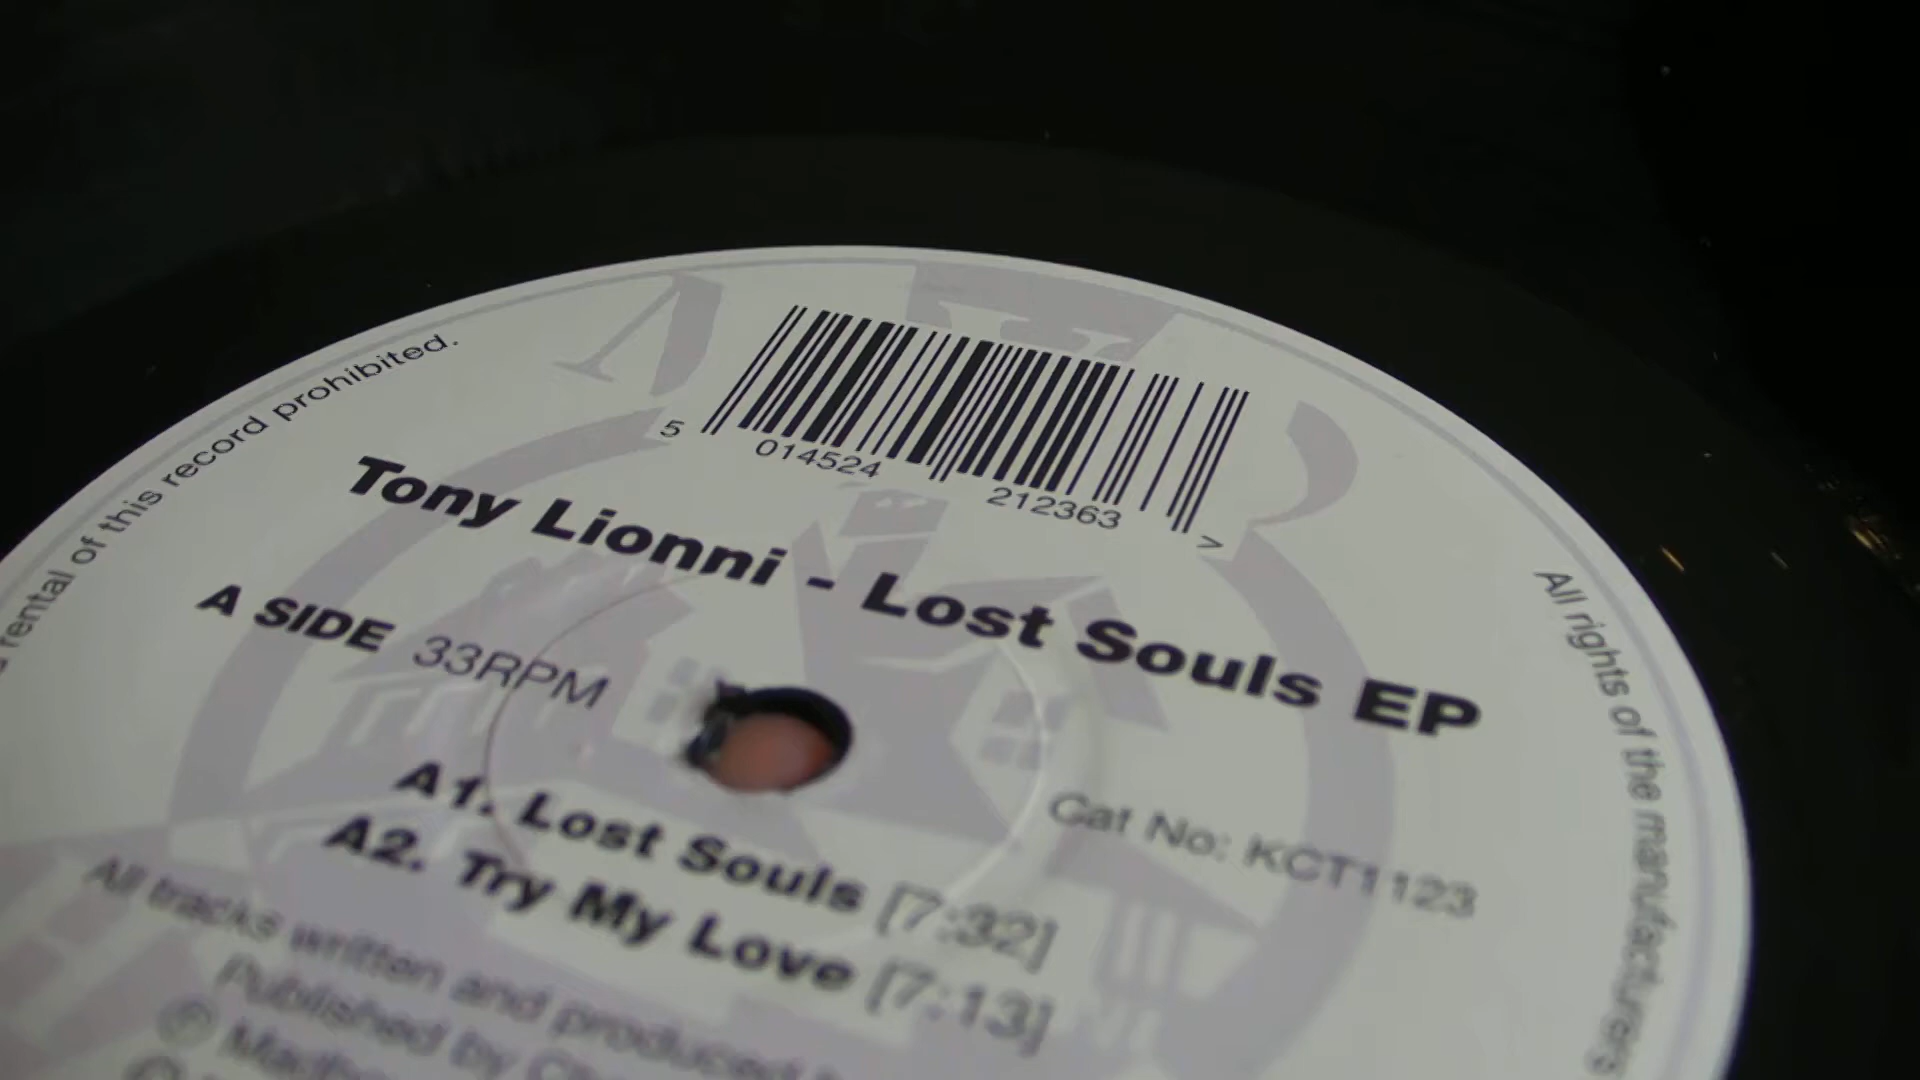 rental of this record prohibited.
5 014524 212363 7
Tony Lionni - Lost Souls EP
A SIDE 33RPM
Cat No: KCT1123
A1. Lost Souls [7:32]
A2. Try My Love [7:13]
All tracks written and produced
Published by
All rights of the manufacturers